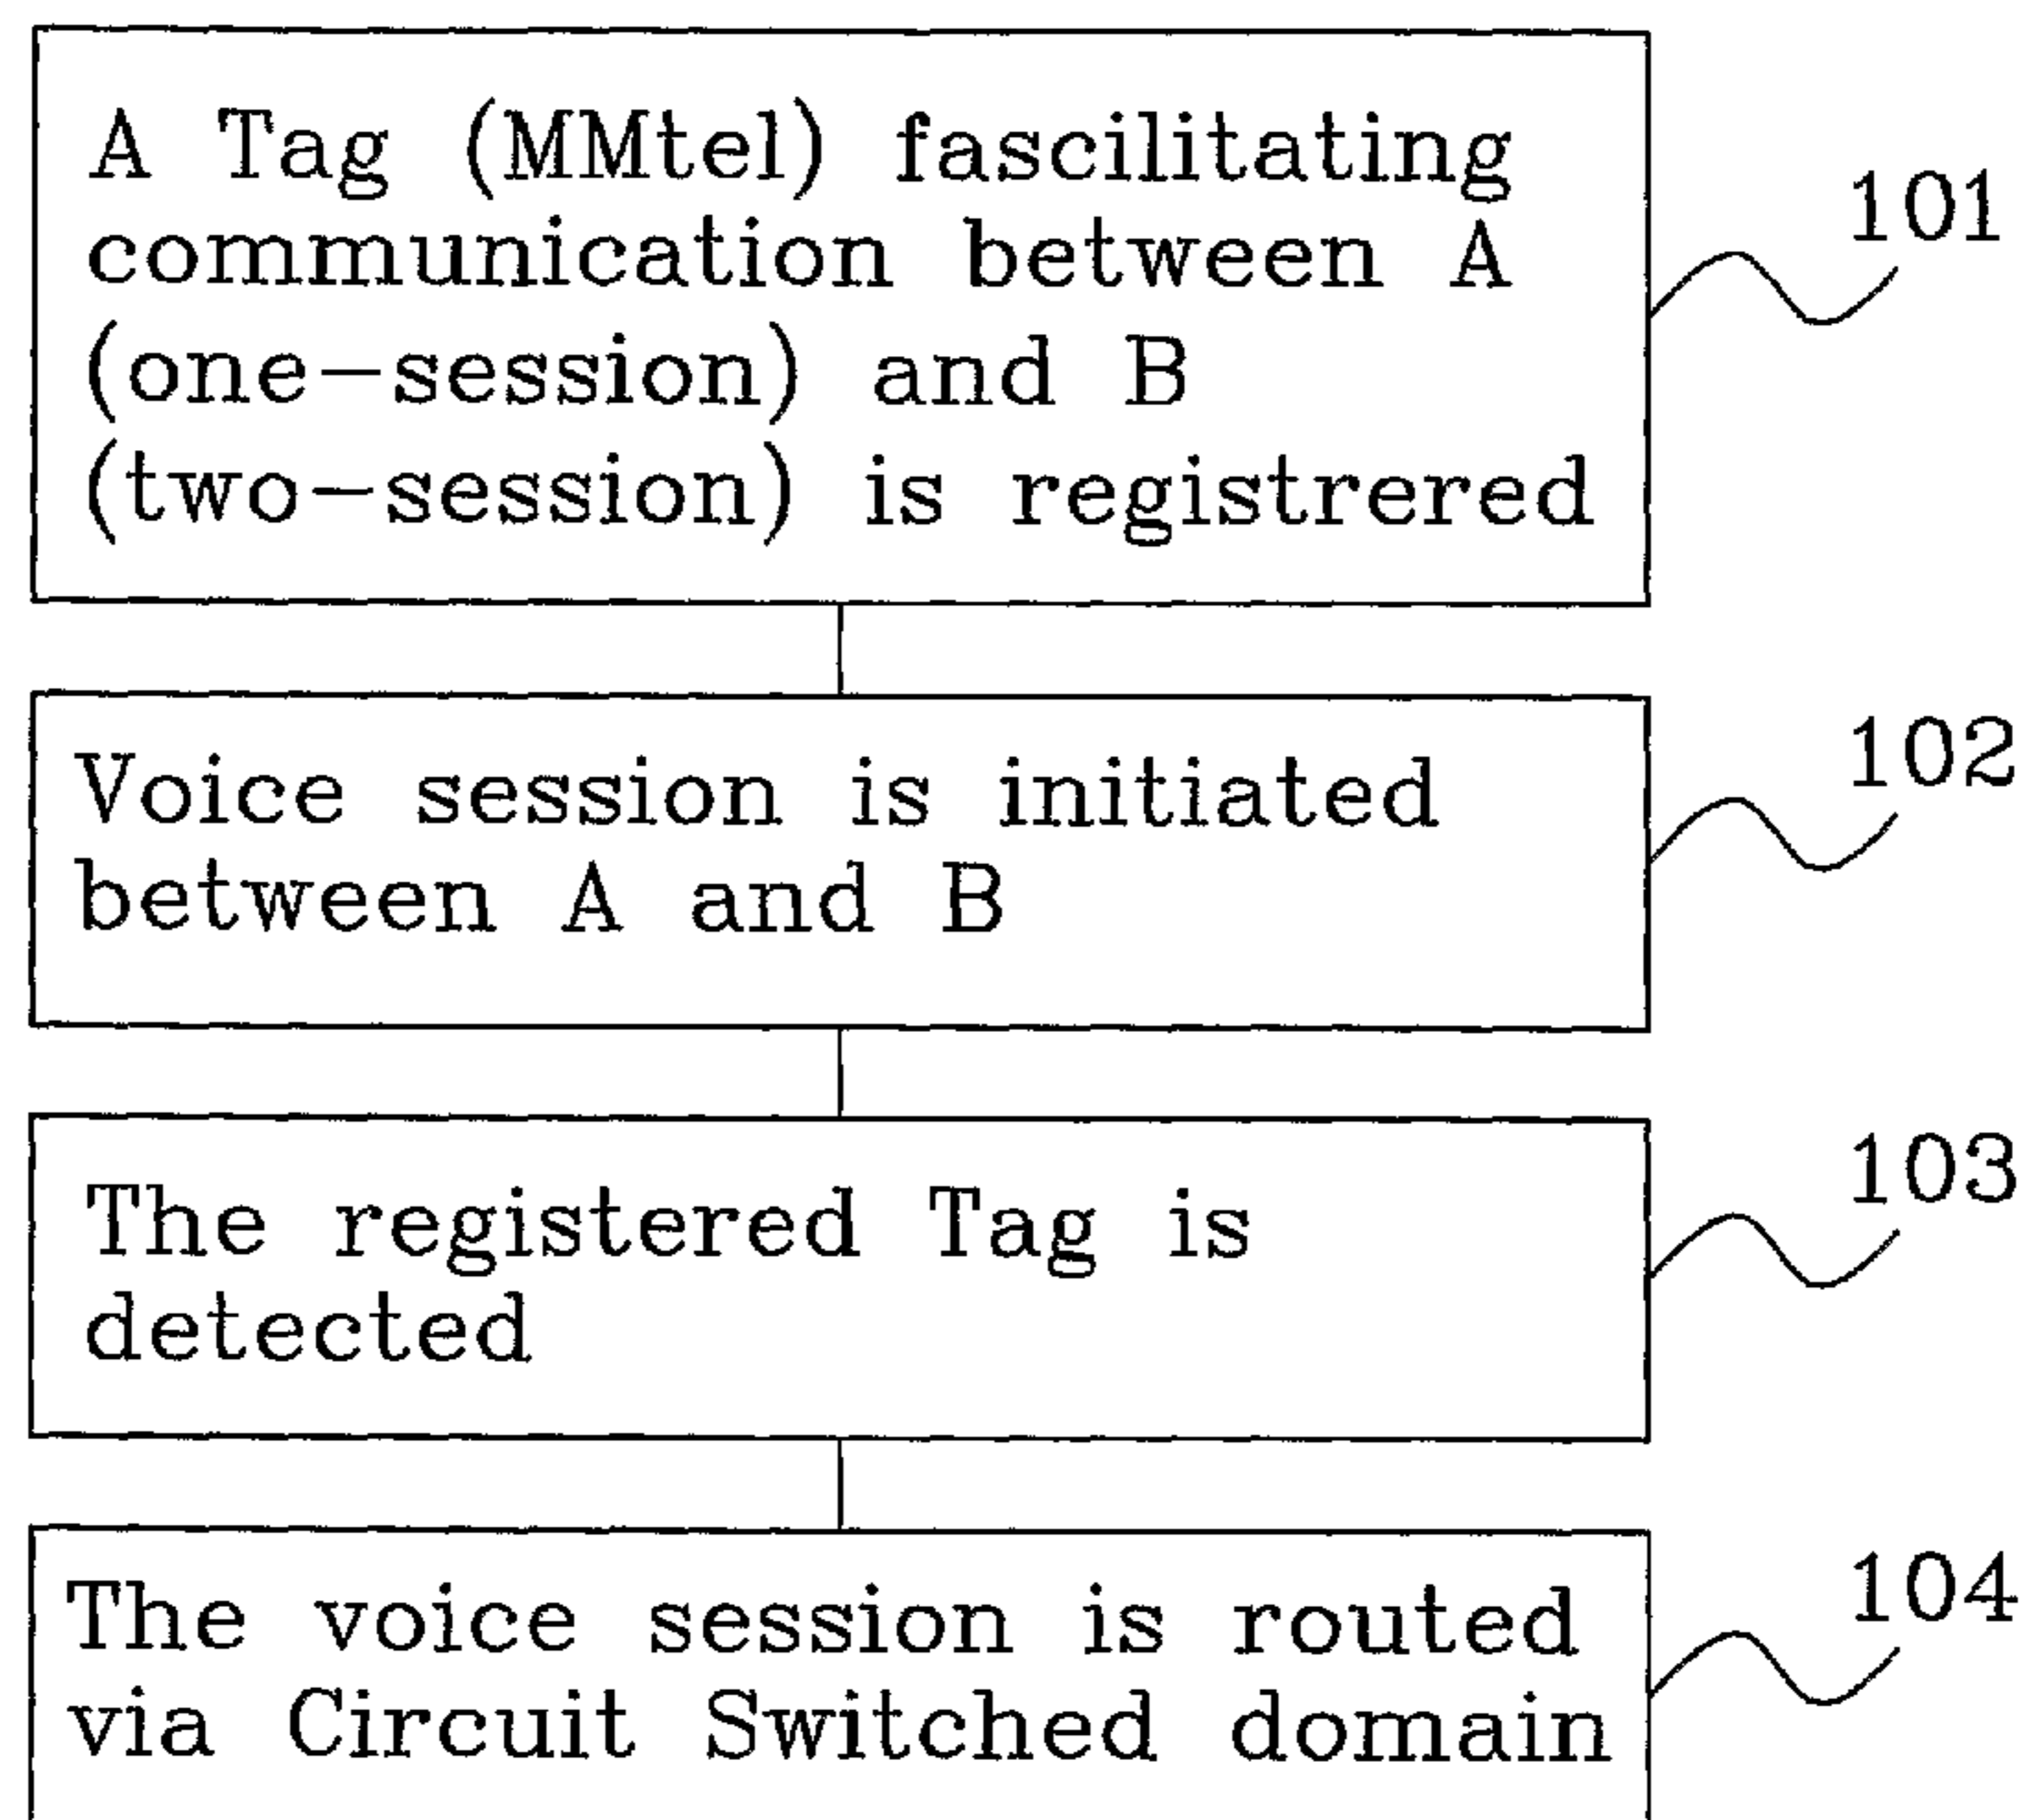 A Tag (MMtel) fascilitating
communication between A
(one-session) and B
(two-session) is registrered
101
Voice session is initiated
between A and B
102
The registered Tag is
detected
103
The voice session is routed
via Circuit Switched domain
104